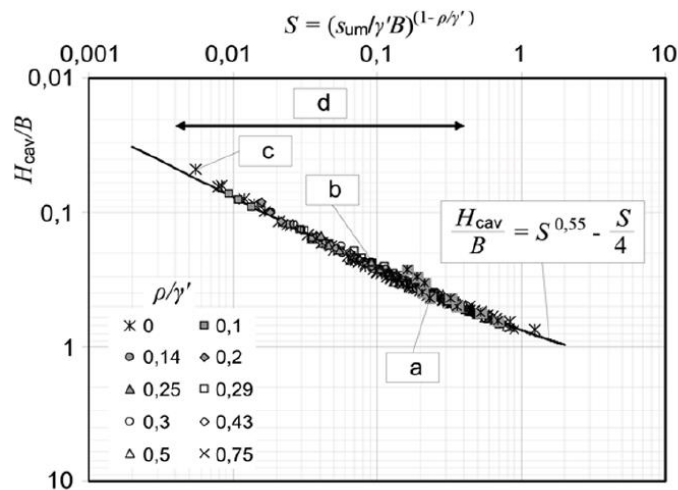 S = (sum/γ′B)(1- ρ/γ′)
0,001 0,01 0,1 1 10
0,01
d
c
b
Hcav/B
0,1
Hcav/B = S0,55 - S/4
ρ/γ′
0 0,1
1
0,14 0,2
a
0,25 0,29
0,3 0,43
0,5 0,75
10